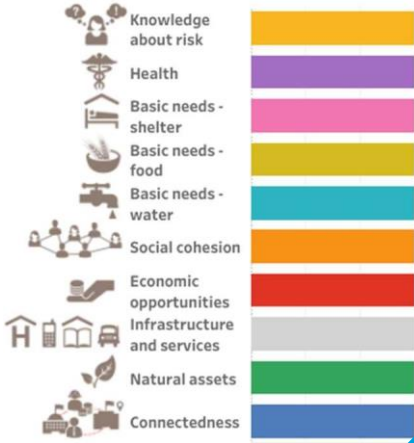 Knowledge
about risk
Health
Basic needs -
shelter
Basic needs -
food
Basic needs -
water
Social cohesion
Economic
opportunities
Infrastructure
and services
Natural assets
Connectedness